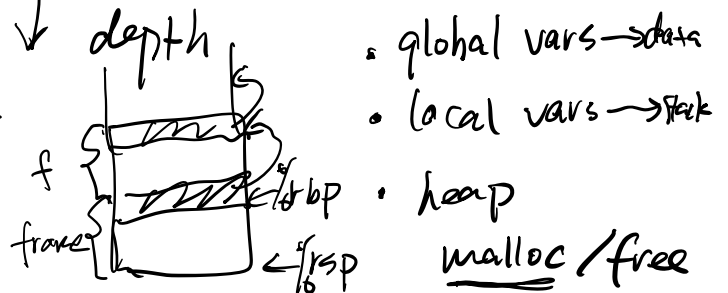 depth
• global vars → data
• local vars → stack
f
%rbp
• heap
frame
%rsp
malloc/free